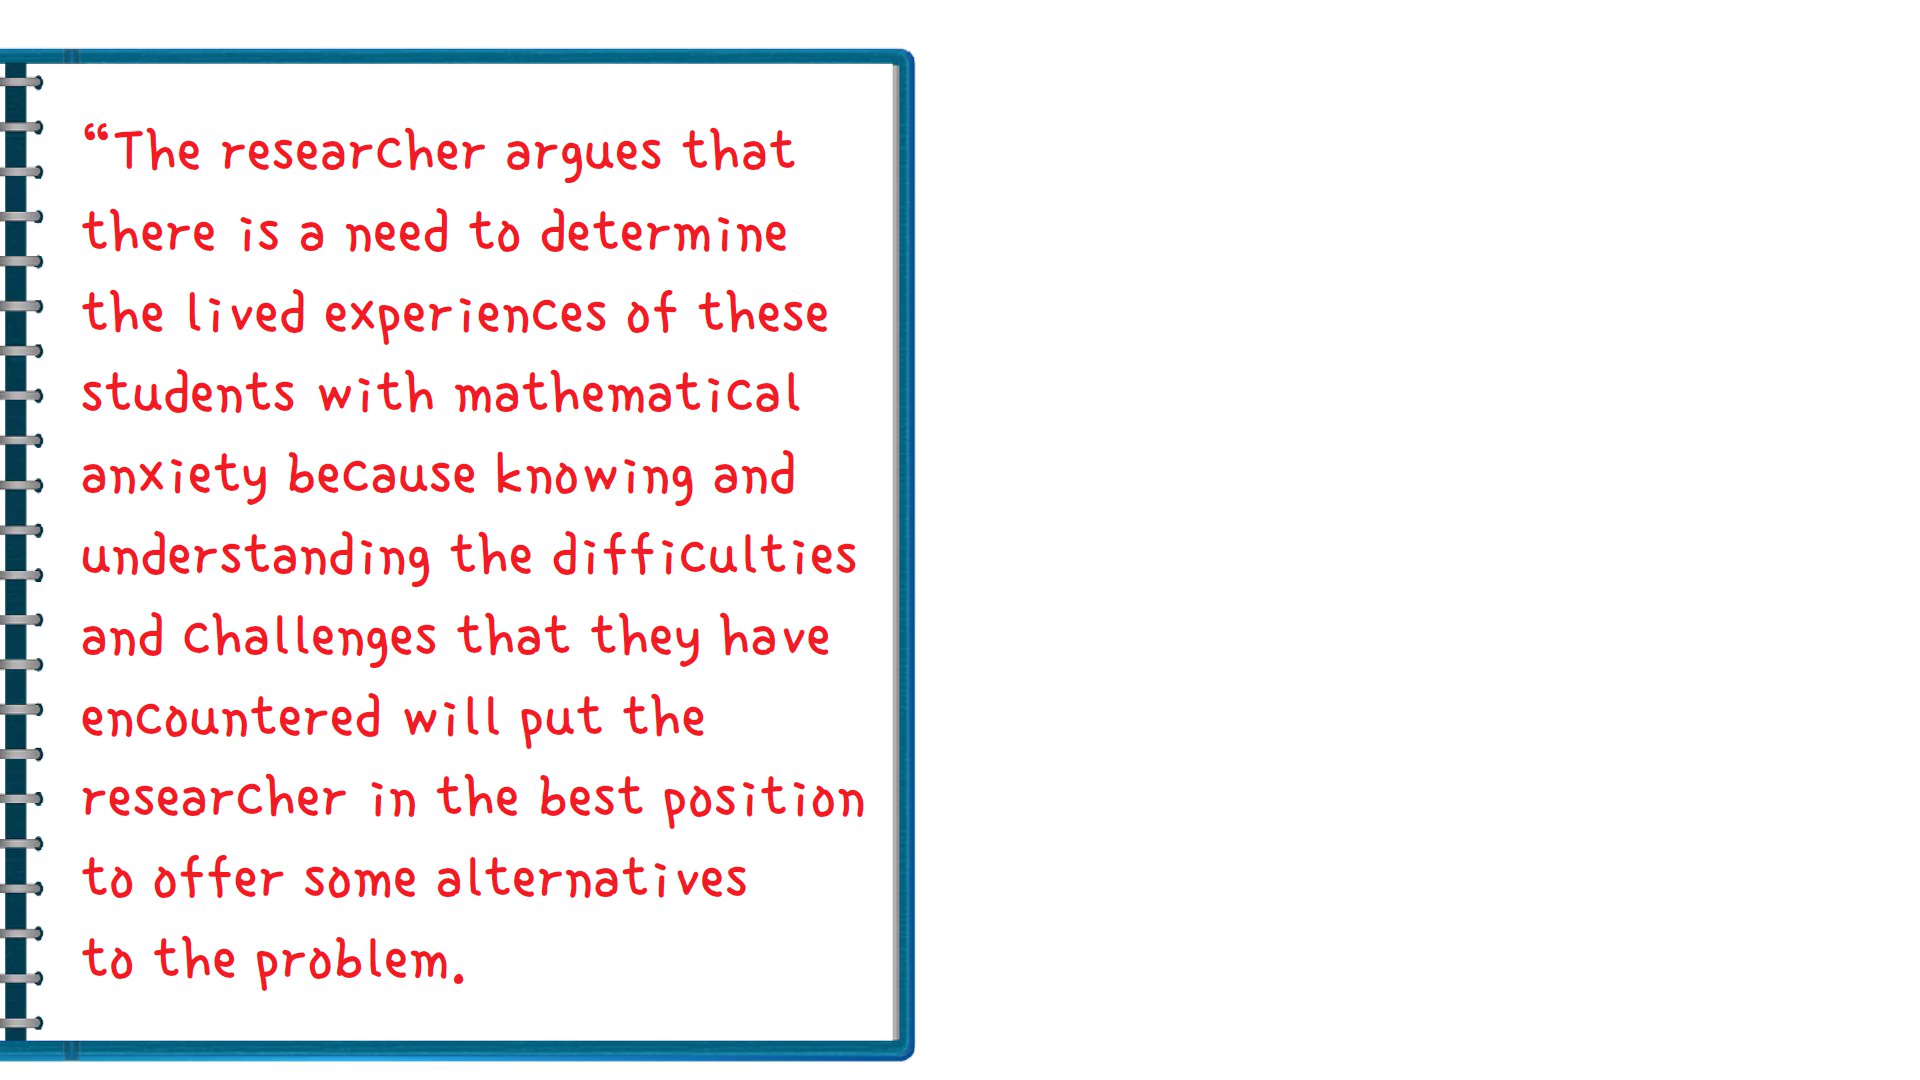 “The researcher argues that
there is a need to determine
the lived experiences of these
students with mathematical
anxiety because knowing and
understanding the difficulties
and challenges that they have
encountered will put the
researcher in the best position
to offer some alternatives
to the problem.